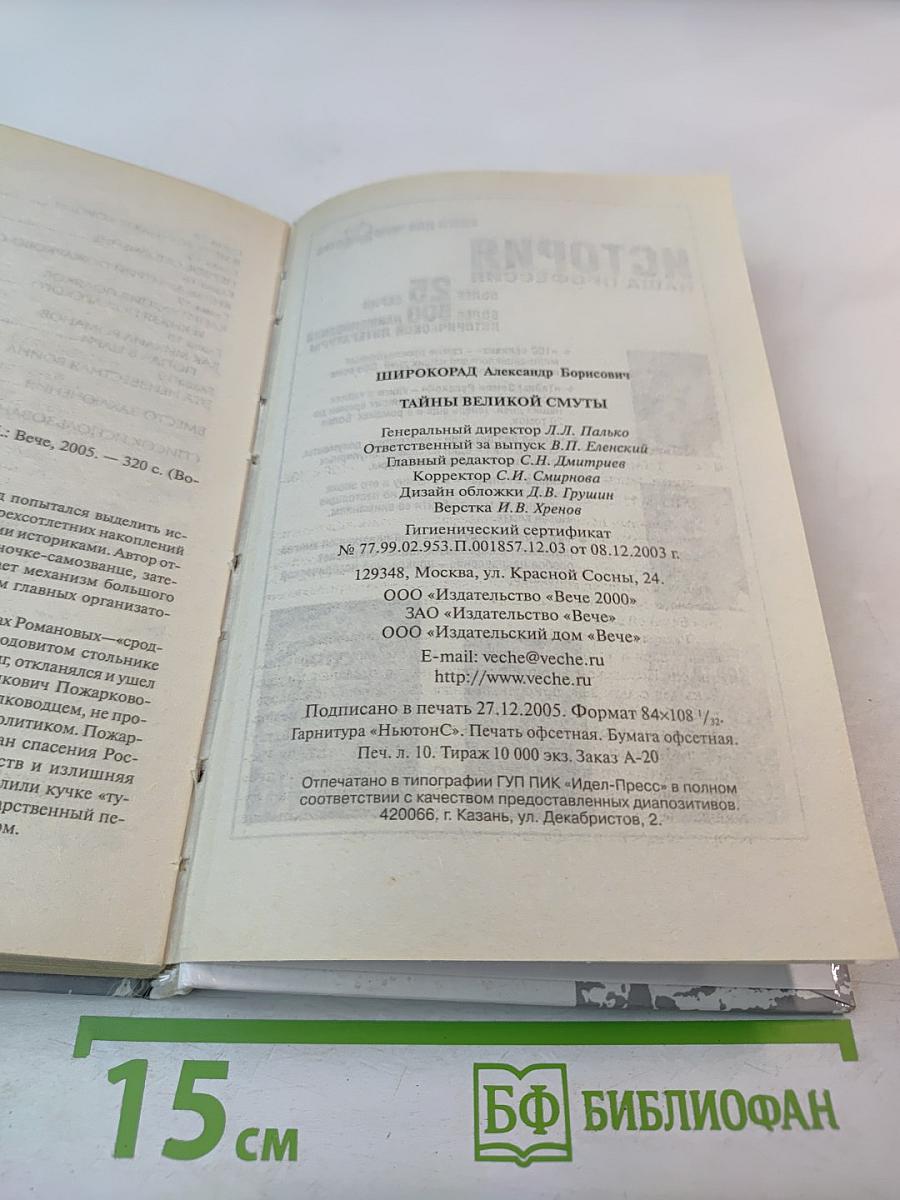 .: Вече, 2005. — 320 с. (Во-
д попытался выделить ис-
рехсотлетних накоплений
ми историками. Автор от-
ночке-самозванце, зате-
ает механизм большого
м главных организато-
ах Романовых—«срод-
одовитом стольнике
г, откланялся и ушел
кович Пожарково-
лководцем, не про-
олитиком. Пожар-
ан спасения Рос-
ств и излишняя
лили кучке «ту-
арственный пе-
ом.
ШИРОКОРАД Александр Борисович
ТАЙНЫ ВЕЛИКОЙ СМУТЫ
Генеральный директор Л.Л. Палько
Ответственный за выпуск В.П. Еленский
Главный редактор С.Н. Дмитриев
Корректор С.И. Смирнова
Дизайн обложки Д.В. Грушин
Верстка И.В. Хренов
Гигиенический сертификат
№ 77.99.02.953.П.001857.12.03 от 08.12.2003 г.
129348, Москва, ул. Красной Сосны, 24.
ООО «Издательство «Вече 2000»
ЗАО «Издательство «Вече»
ООО «Издательский дом «Вече»
E-mail: veche@veche.ru
http://www.veche.ru
Подписано в печать 27.12.2005. Формат 84×108 1/32.
Гарнитура «НьютонС». Печать офсетная. Бумага офсетная.
Печ. л. 10. Тираж 10 000 экз. Заказ А-20
Отпечатано в типографии ГУП ПИК «Идел-Пресс» в полном
соответствии с качеством предоставленных диапозитивов.
420066, г. Казань, ул. Декабристов, 2.
15 см
БФ БИБЛИОФАН